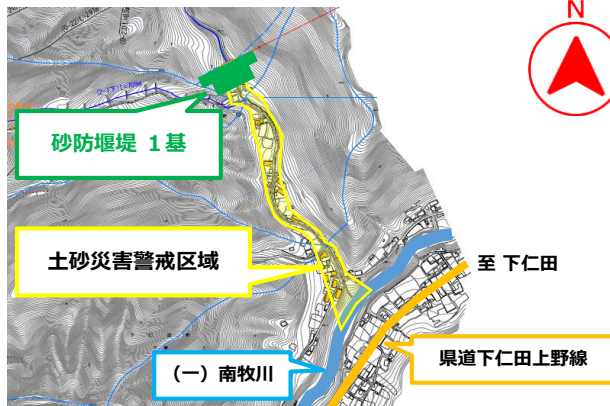 N
砂防堰堤 1基
土砂災害警戒区域
至 下仁田
(一)南牧川
県道下仁田上野線